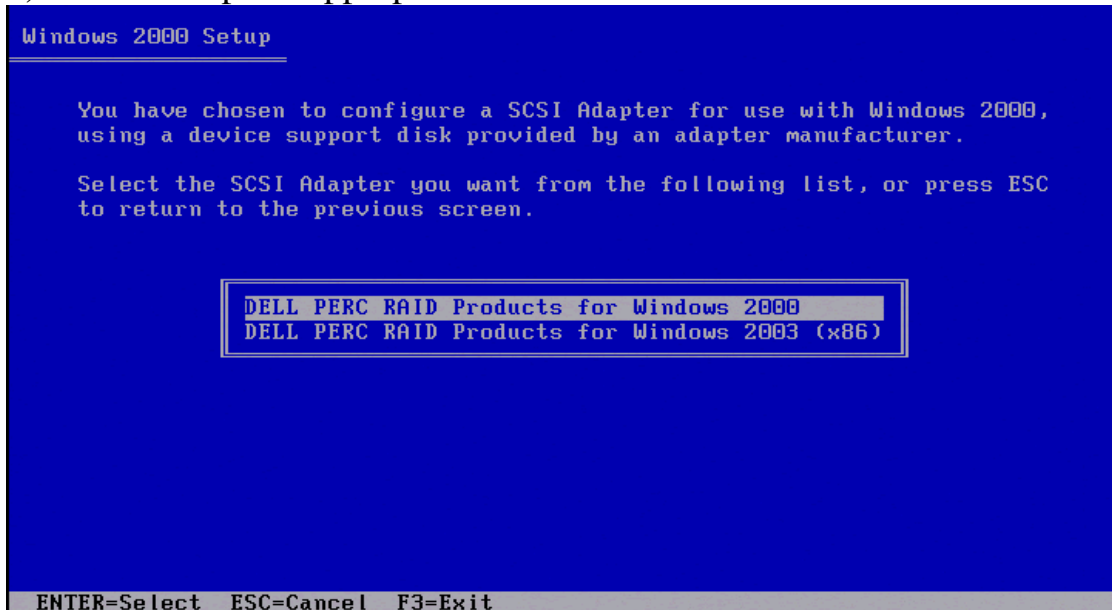 Windows 2000 Setup
You have chosen to configure a SCSI Adapter for use with Windows 2000,
using a device support disk provided by an adapter manufacturer.
Select the SCSI Adapter you want from the following list, or press ESC
to return to the previous screen.
DELL PERC RAID Products for Windows 2000
DELL PERC RAID Products for Windows 2003 (x86)
ENTER=Select ESC=Cancel F3=Exit